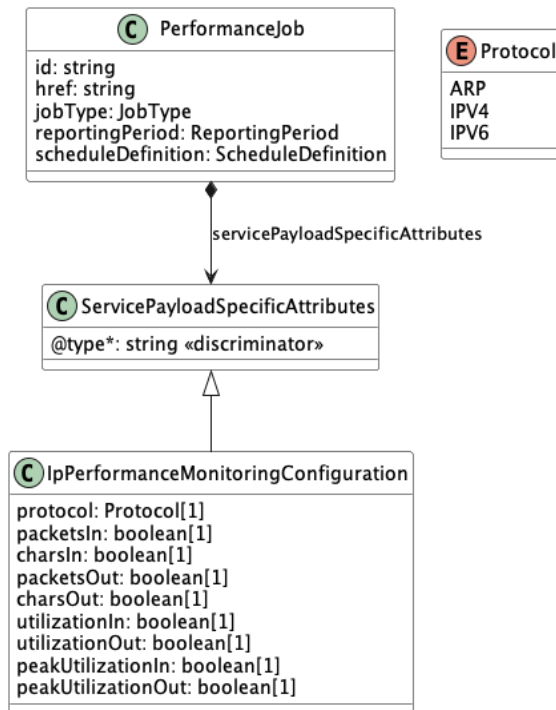 C PerformanceJob
id: string
href: string
jobType: JobType
reportingPeriod: ReportingPeriod
scheduleDefinition: ScheduleDefinition
E Protocol
ARP
IPV4
IPV6
servicePayloadSpecificAttributes
C ServicePayloadSpecificAttributes
@type*: string «discriminator»
C IpPerformanceMonitoringConfiguration
protocol: Protocol[1]
packetsIn: boolean[1]
charsIn: boolean[1]
packetsOut: boolean[1]
charsOut: boolean[1]
utilizationIn: boolean[1]
utilizationOut: boolean[1]
peakUtilizationIn: boolean[1]
peakUtilizationOut: boolean[1]